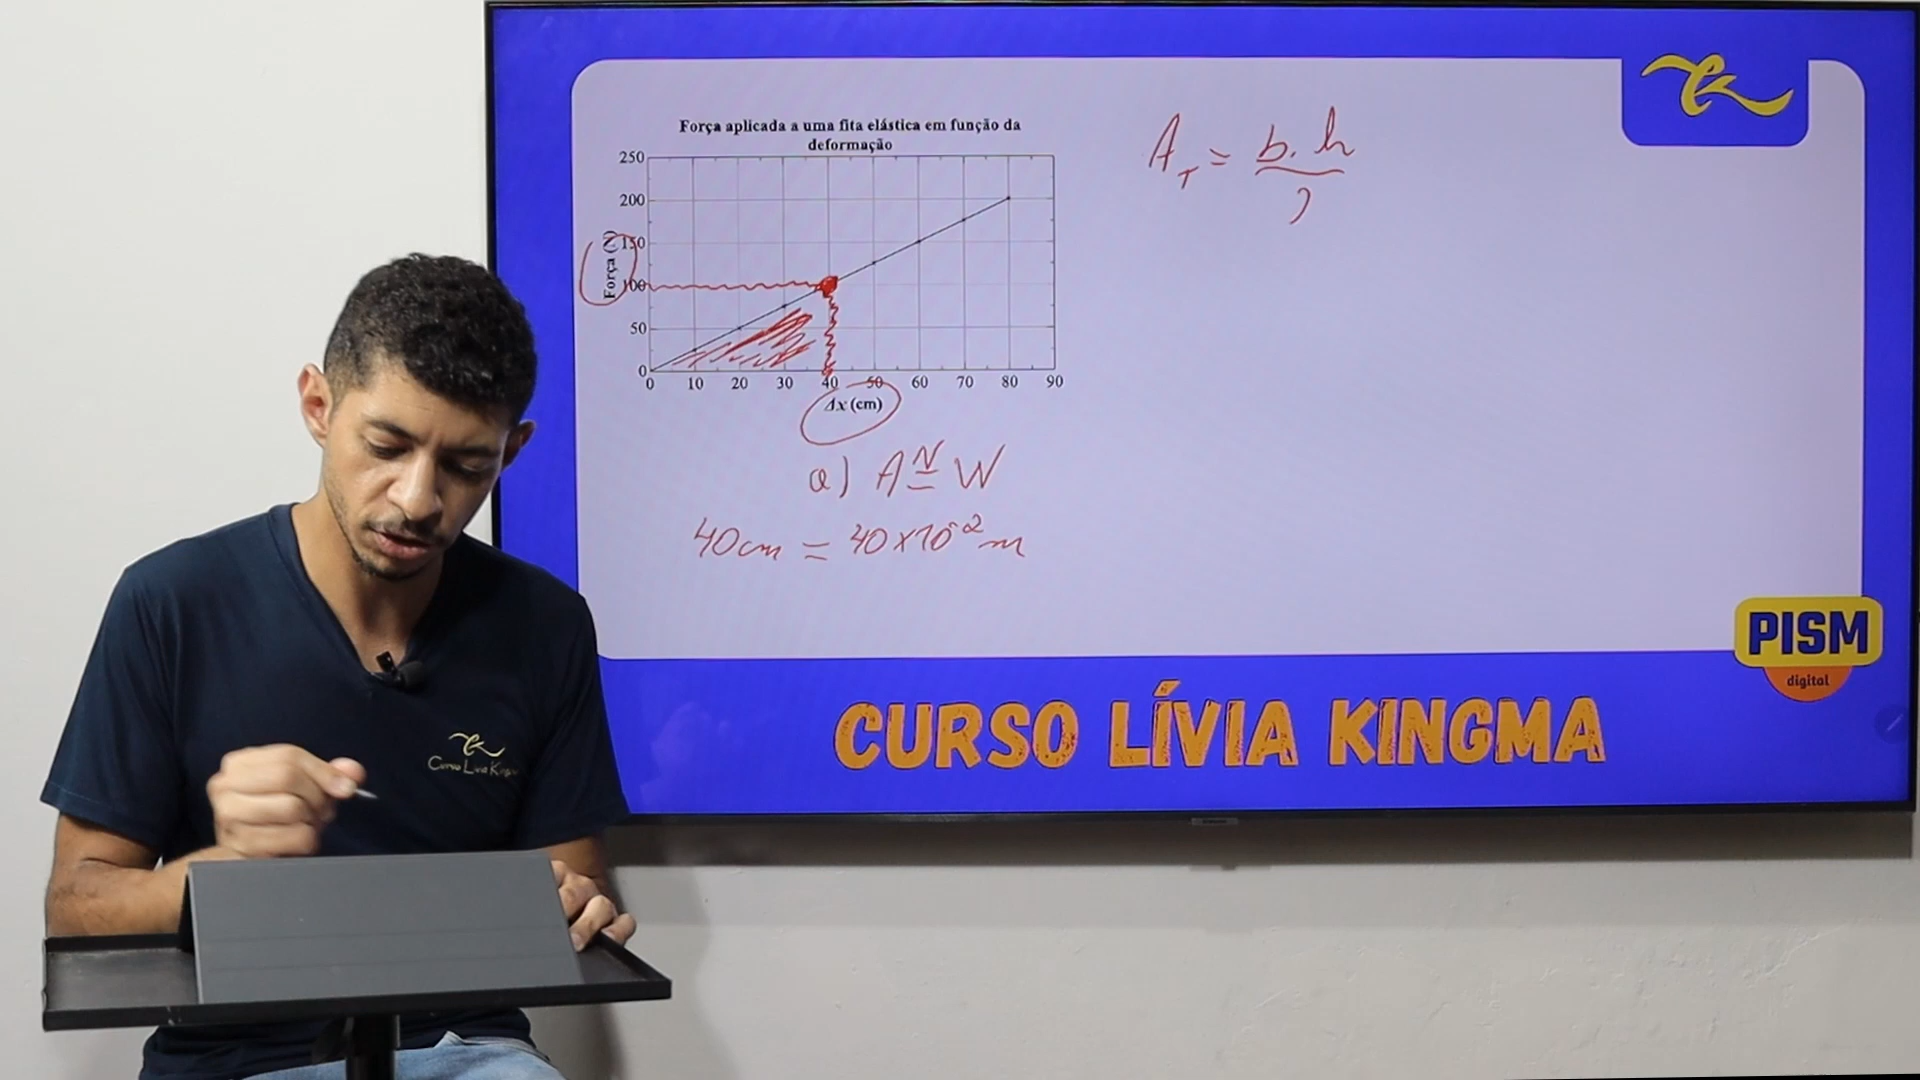 Força aplicada a uma fita elástica em função da
deformação
250
200
150
100
50
0
Força (N)
0 10 20 30 40 50 60 70 80 90
Δx (cm)
a) A N= W
40cm = 40x10^-2 m
A_T = b.h
2
PISM
digital
CURSO LÍVIA KINGMA
Curso Lívia Kingma